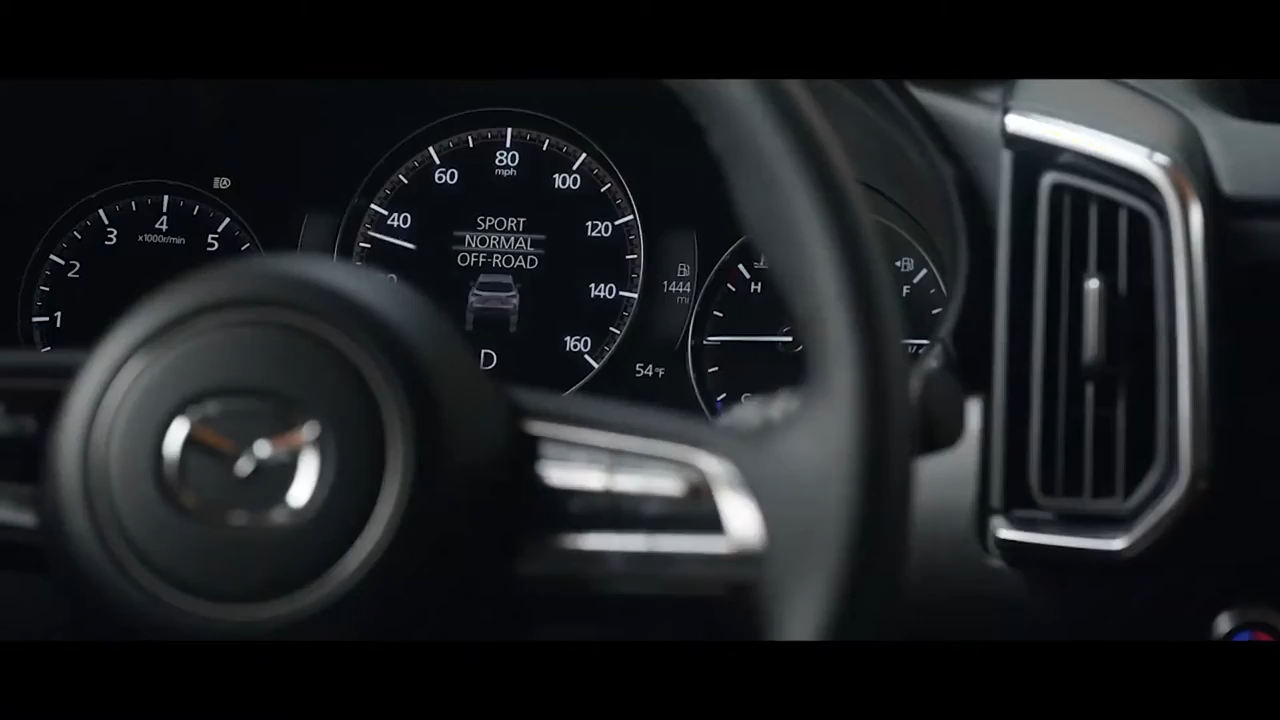 1
2
3
4
x1000r/min
5
40
60
80
mph
100
120
140
160
SPORT
NORMAL
OFF-ROAD
D
1444
mi
54°F
H
F